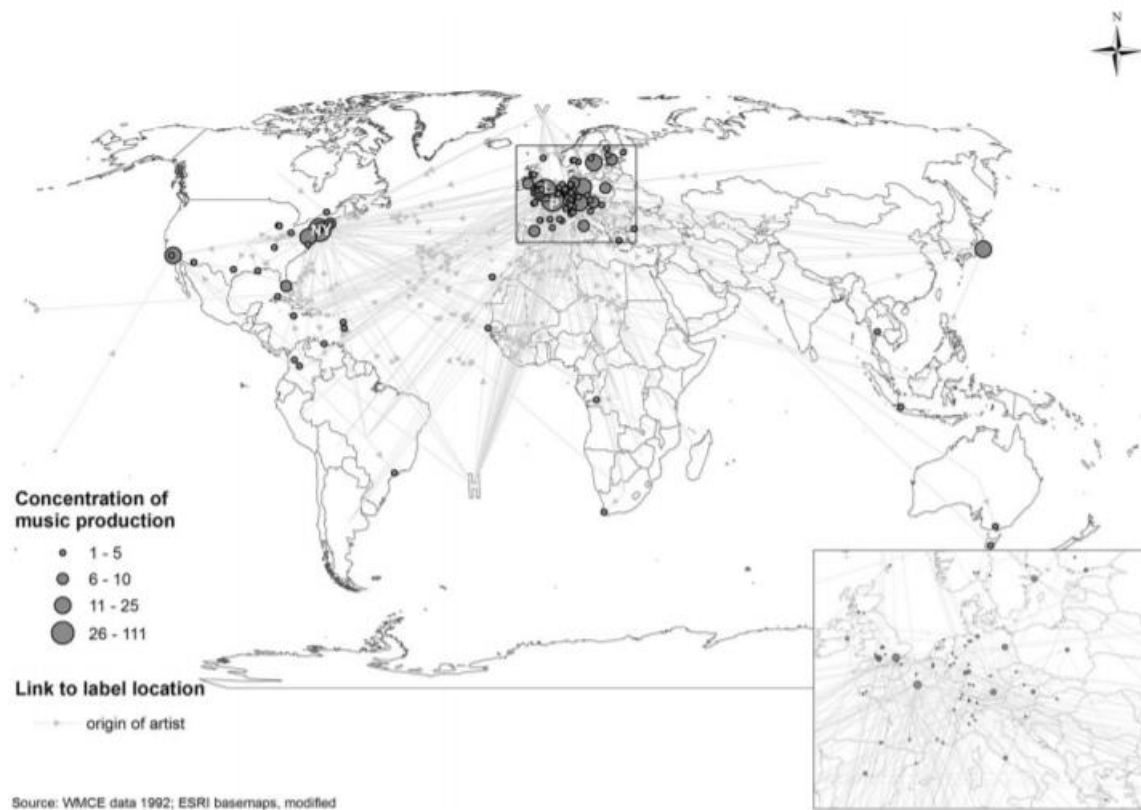 N
Y
NY
H
Concentration of
music production
1 - 5
6 - 10
11 - 25
26 - 111
Link to label location
origin of artist
Source: WMCE data 1992; ESRI basemaps, modified